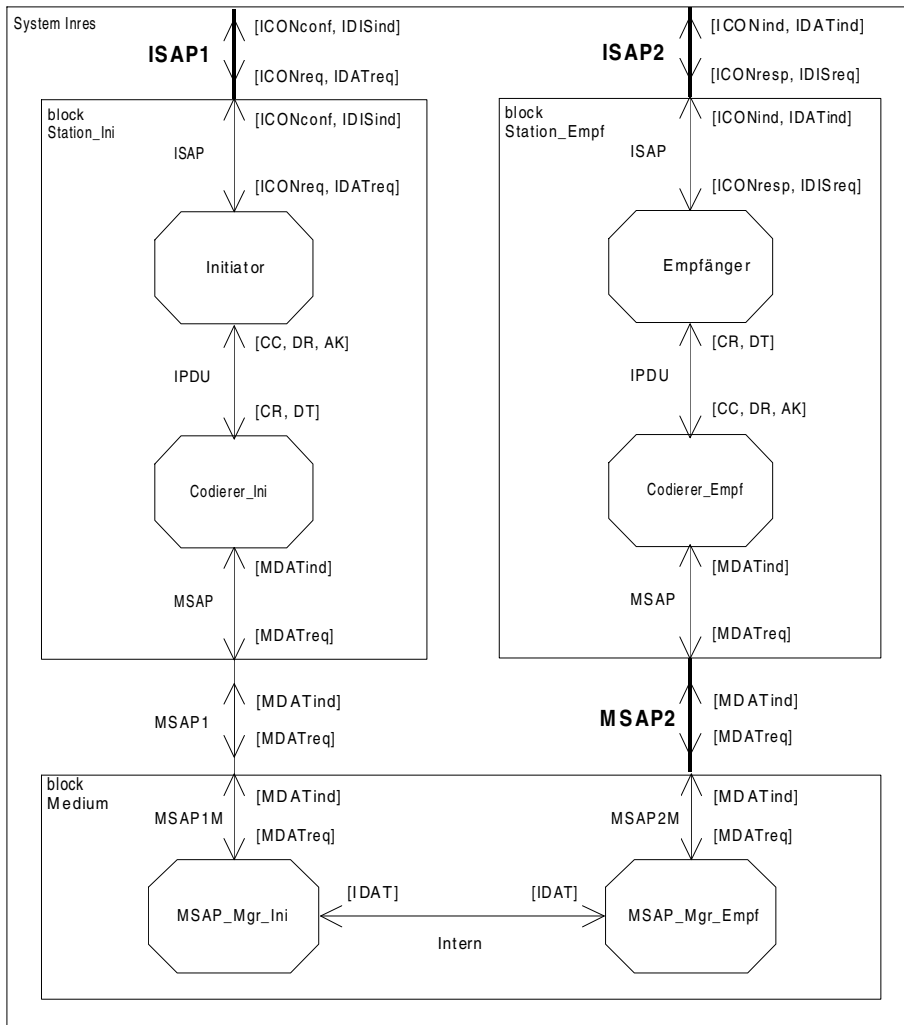 System Inres
[ICONconf, IDISind]
ISAP1
[ICONreq, IDATreq]
[ICONind, IDATind]
ISAP2
[ICONresp, IDISreq]
block
Station_Ini
[ICONconf, IDISind]
ISAP
[ICONreq, IDATreq]
Initiator
[CC, DR, AK]
IPDU
[CR, DT]
Codierer_Ini
[MDATind]
MSAP
[MDATreq]
block
Station_Empf
[ICONind, IDATind]
ISAP
[ICONresp, IDISreq]
Empfänger
[CR, DT]
IPDU
[CC, DR, AK]
Codierer_Empf
[MDATind]
MSAP
[MDATreq]
[MDATind]
MSAP1
[MDATreq]
[MDATind]
MSAP2
[MDATreq]
block
Medium
[MDATind]
MSAP1M
[MDATreq]
[MDATind]
MSAP2M
[MDATreq]
MSAP_Mgr_Ini
[IDAT]
[IDAT]
Intern
MSAP_Mgr_Empf